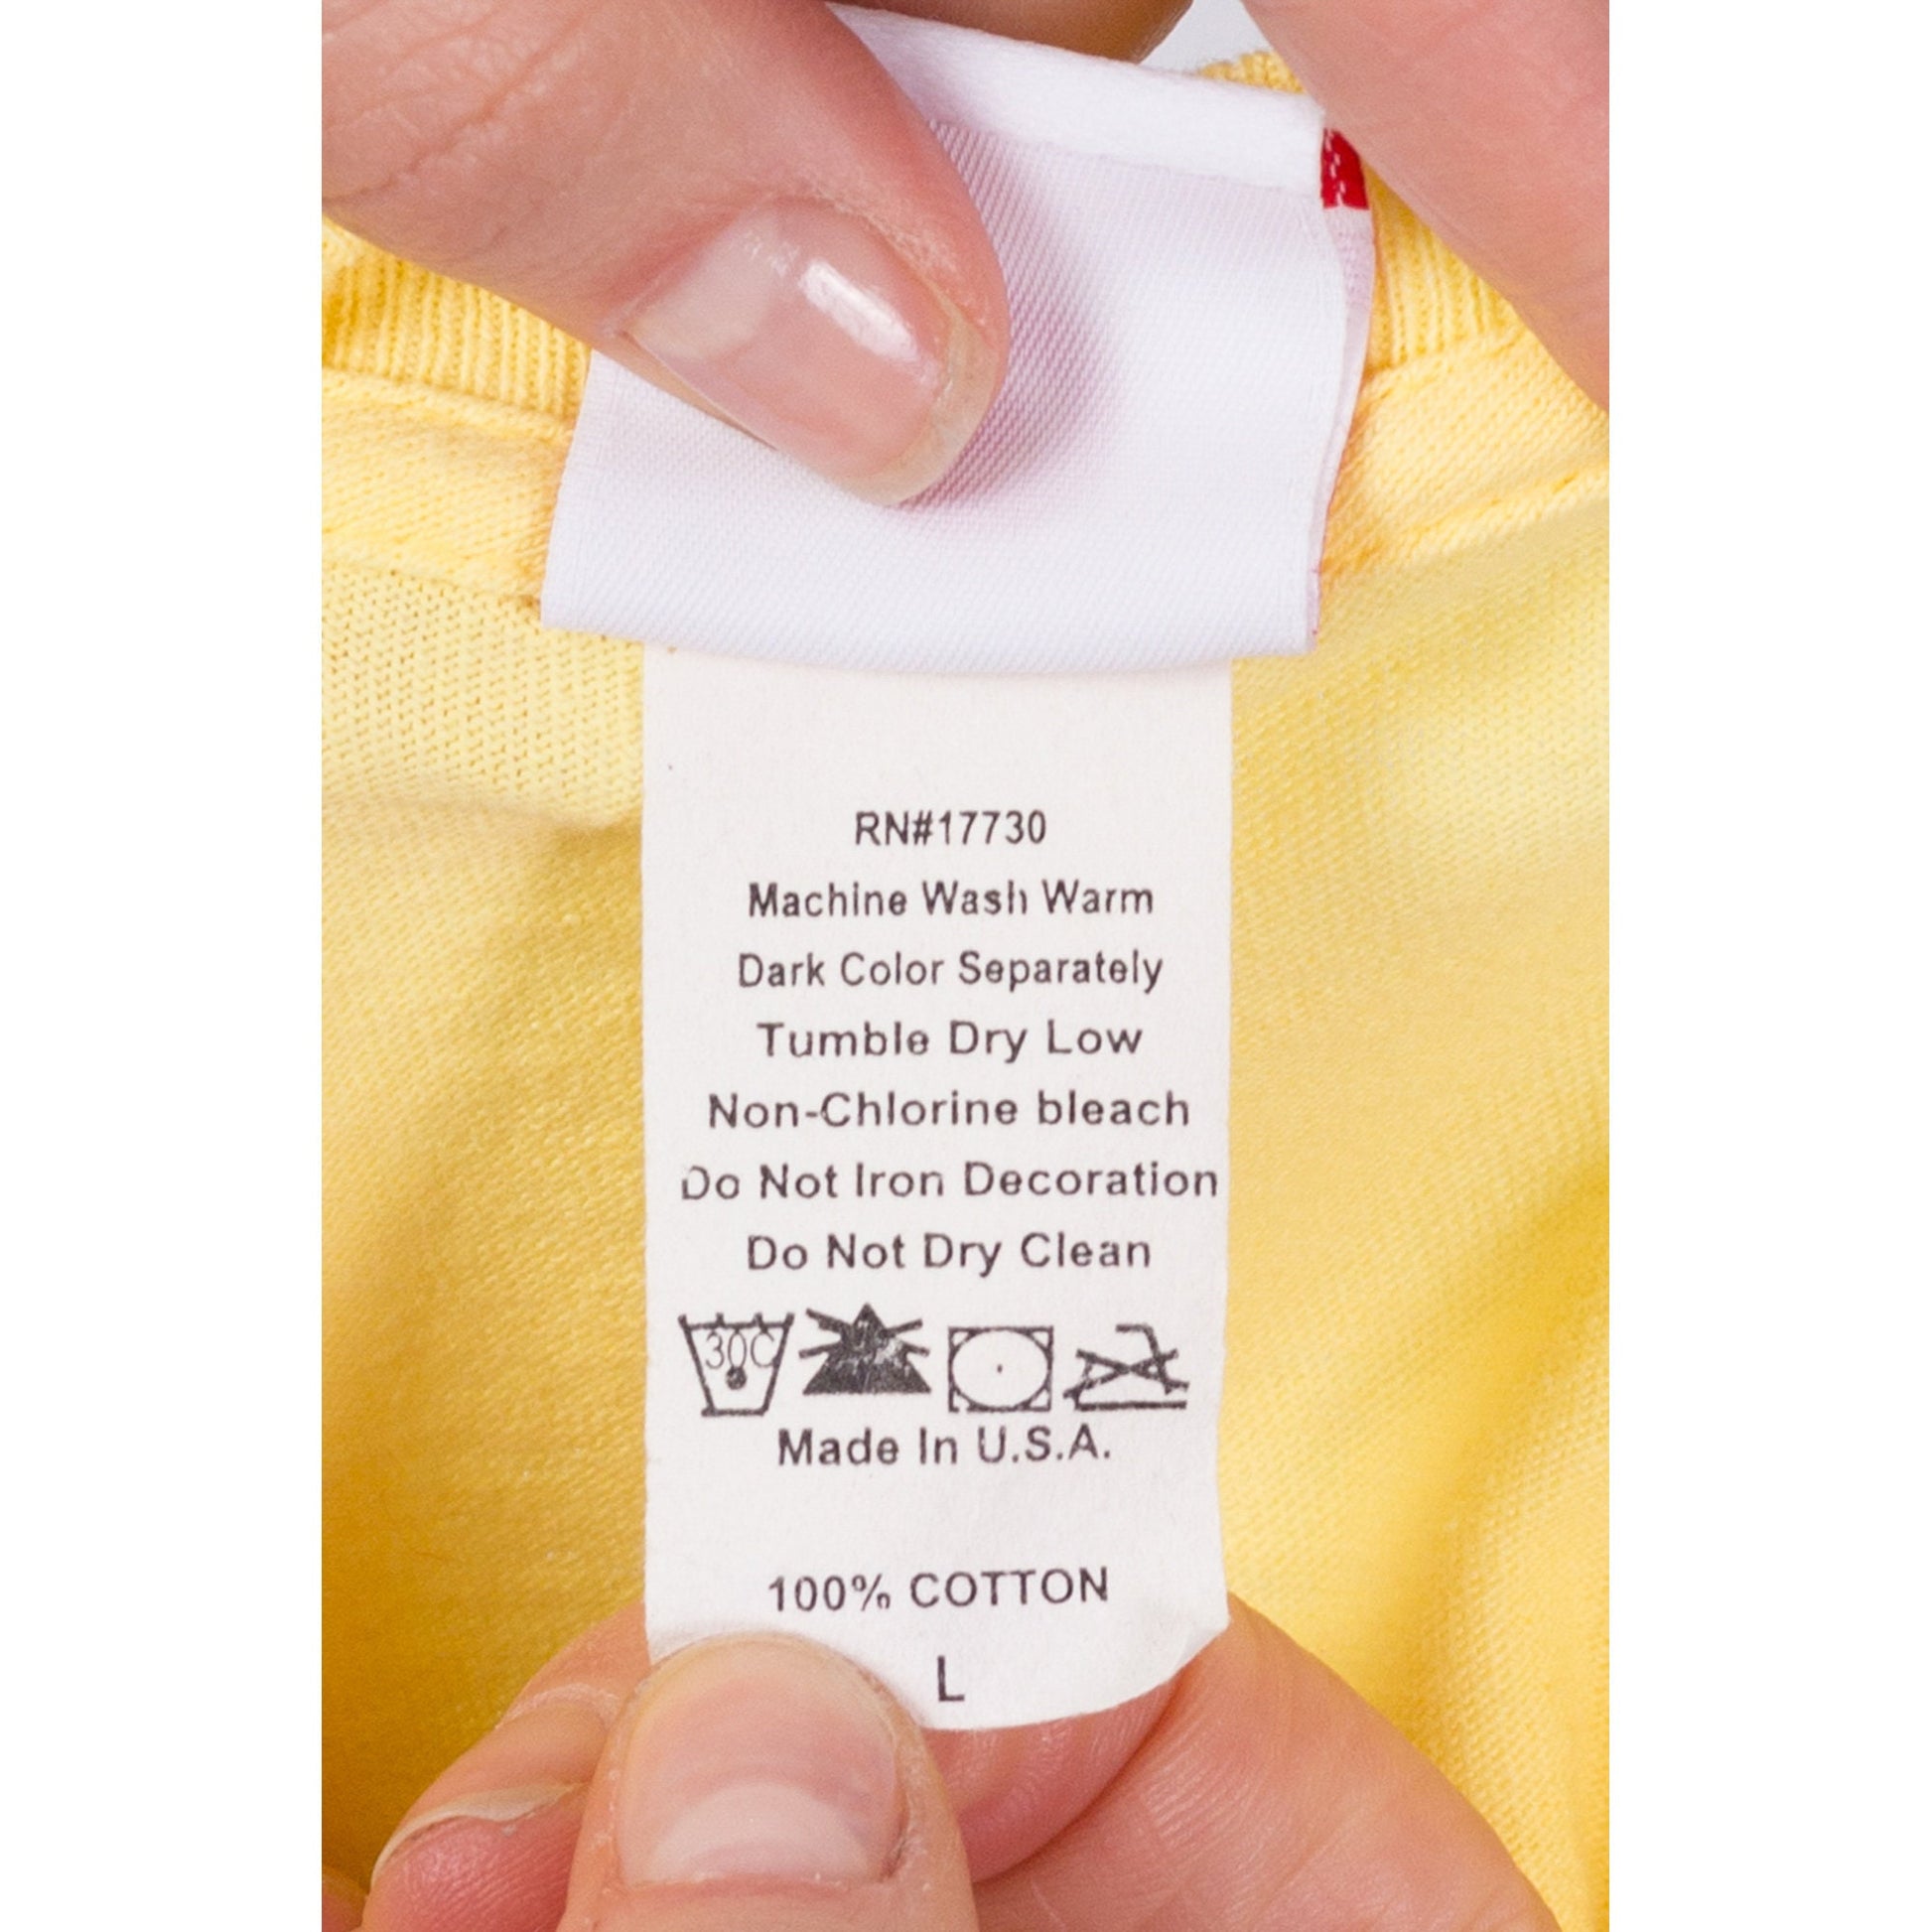 RN#17730
Machine Wash Warm
Dark Color Separately
Tumble Dry Low
Non-Chlorine bleach
Do Not Iron Decoration
Do Not Dry Clean
30C
Made In U.S.A.
100% COTTON
L